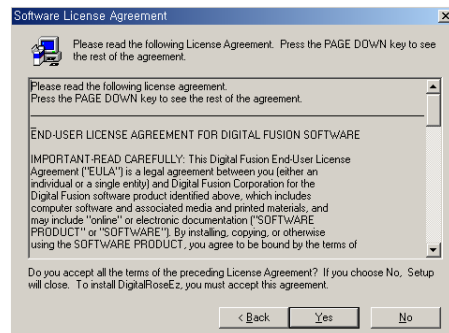 Software License Agreement
Please read the following License Agreement. Press the PAGE DOWN key to see
the rest of the agreement.
Please read the following license agreement.
Press the PAGE DOWN key to see the rest of the agreement.
END-USER LICENSE AGREEMENT FOR DIGITAL FUSION SOFTWARE
IMPORTANT-READ CAREFULLY: This Digital Fusion End-User License
Agreement ("EULA") is a legal agreement between you (either an
individual or a single entity) and Digital Fusion Corporation for the
Digital Fusion software product identified above, which includes
computer software and associated media and printed materials, and
may include "online" or electronic documentation ("SOFTWARE
PRODUCT" or "SOFTWARE"). By installing, copying, or otherwise
using the SOFTWARE PRODUCT, you agree to be bound by the terms of
Do you accept all the terms of the preceding License Agreement? If you choose No, Setup
will close. To install DigitalRoseEz, you must accept this agreement.
< Back Yes No